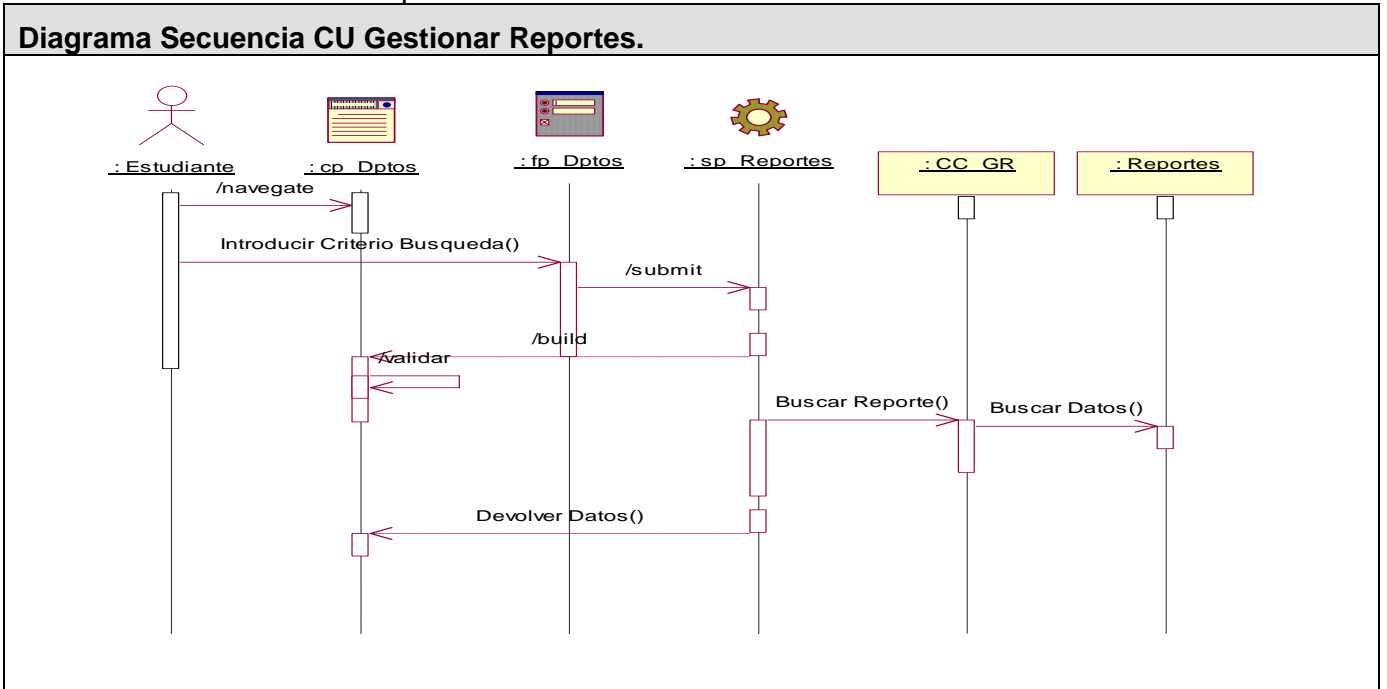 Diagrama Secuencia CU Gestionar Reportes.
: Estudiante
: cp_Dptos
: fp_Dptos
: sp_Reportes
: CC_GR
: Reportes
/navegate
Introducir Criterio Busqueda()
/submit
/build
/validar
Buscar Reporte()
Buscar Datos()
Devolver Datos()